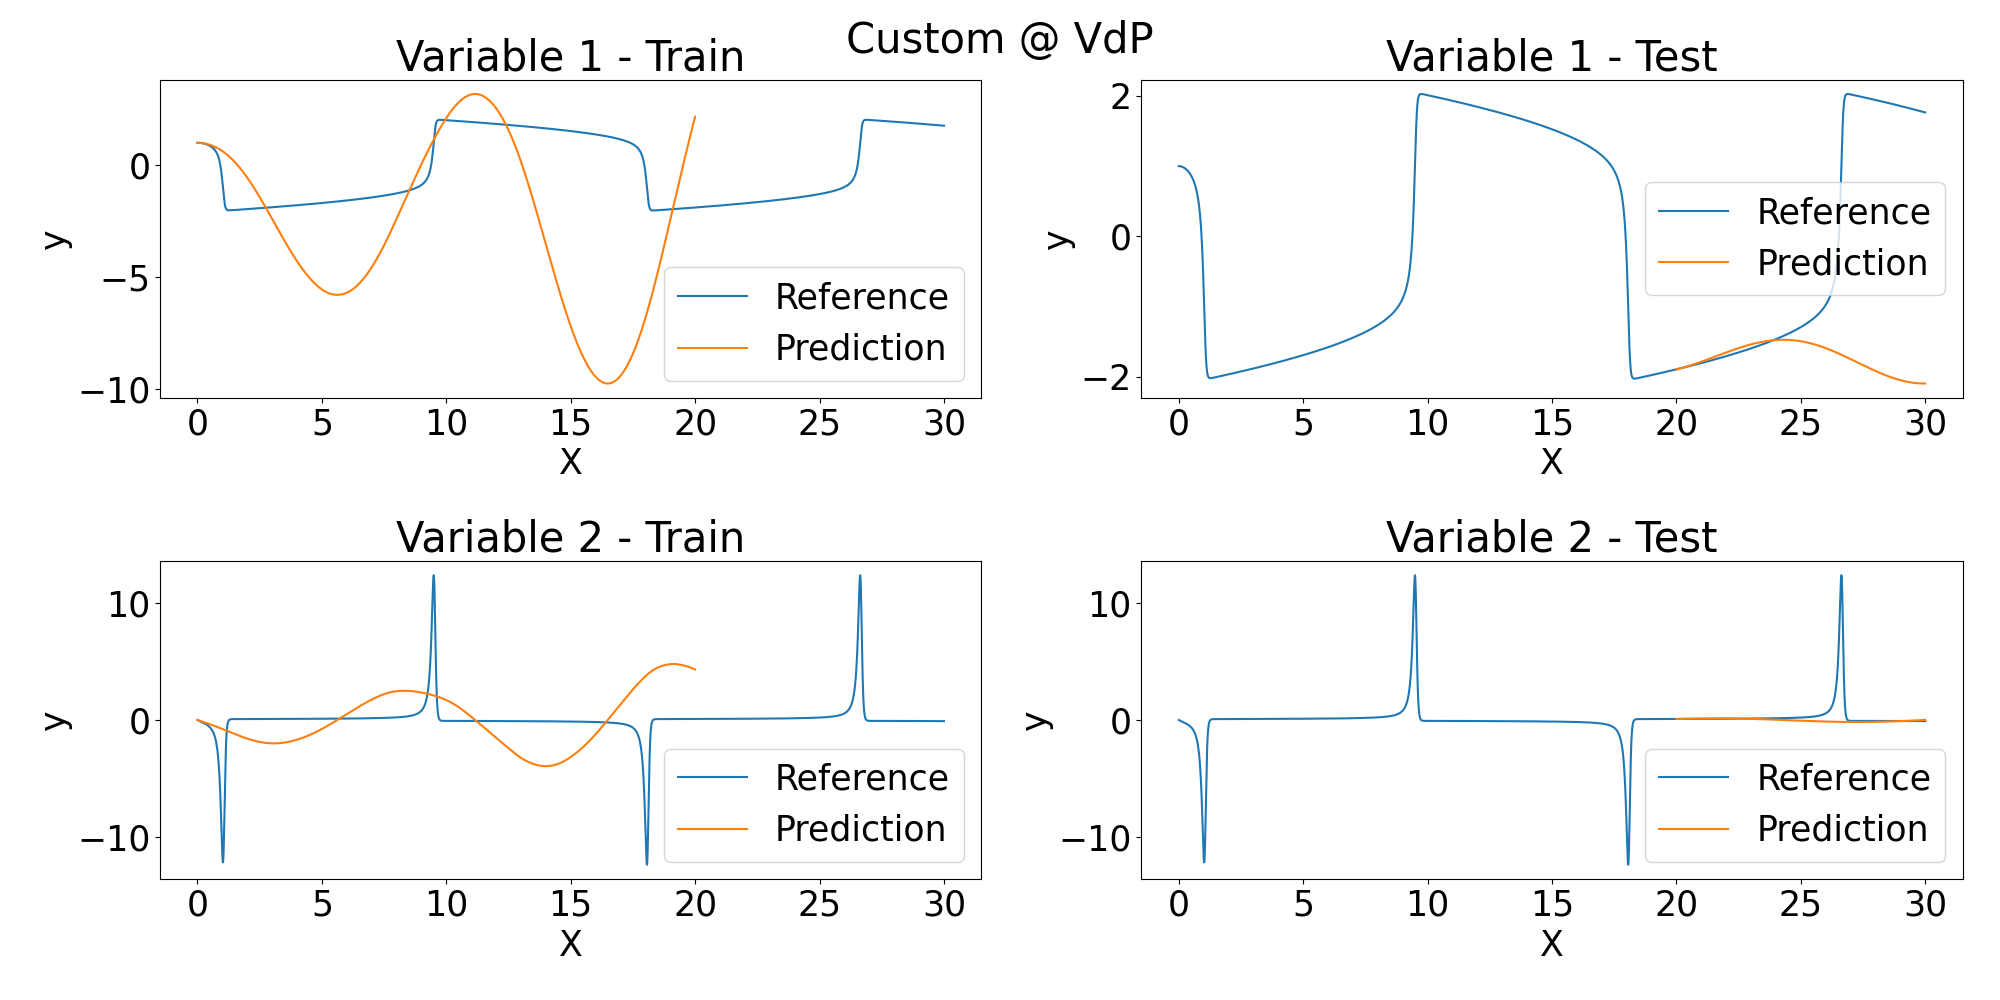 Custom @ VdP
Variable 1 - Train
y
0
−5
−10
0 5 10 15 20 25 30
X
Reference
Prediction
Variable 1 - Test
y
2
0
−2
0 5 10 15 20 25 30
X
Reference
Prediction
Variable 2 - Train
y
10
0
−10
0 5 10 15 20 25 30
X
Reference
Prediction
Variable 2 - Test
y
10
0
−10
0 5 10 15 20 25 30
X
Reference
Prediction